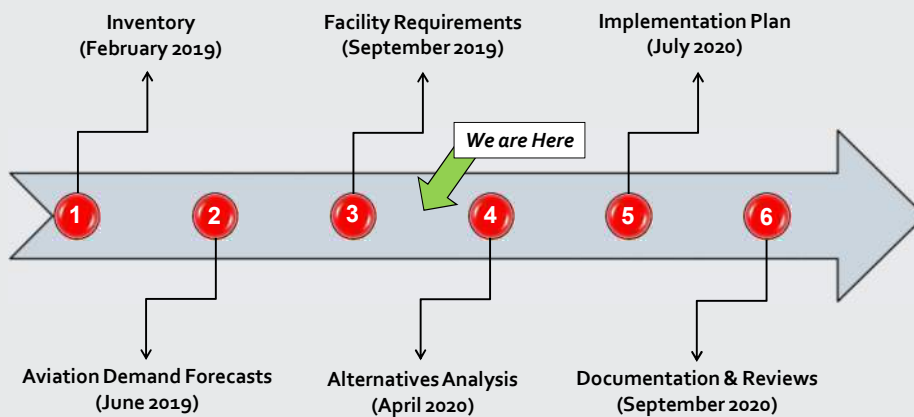 Inventory
(February 2019)
Facility Requirements
(September 2019)
Implementation Plan
(July 2020)
We are Here
1
2
3
4
5
6
Aviation Demand Forecasts
(June 2019)
Alternatives Analysis
(April 2020)
Documentation & Reviews
(September 2020)